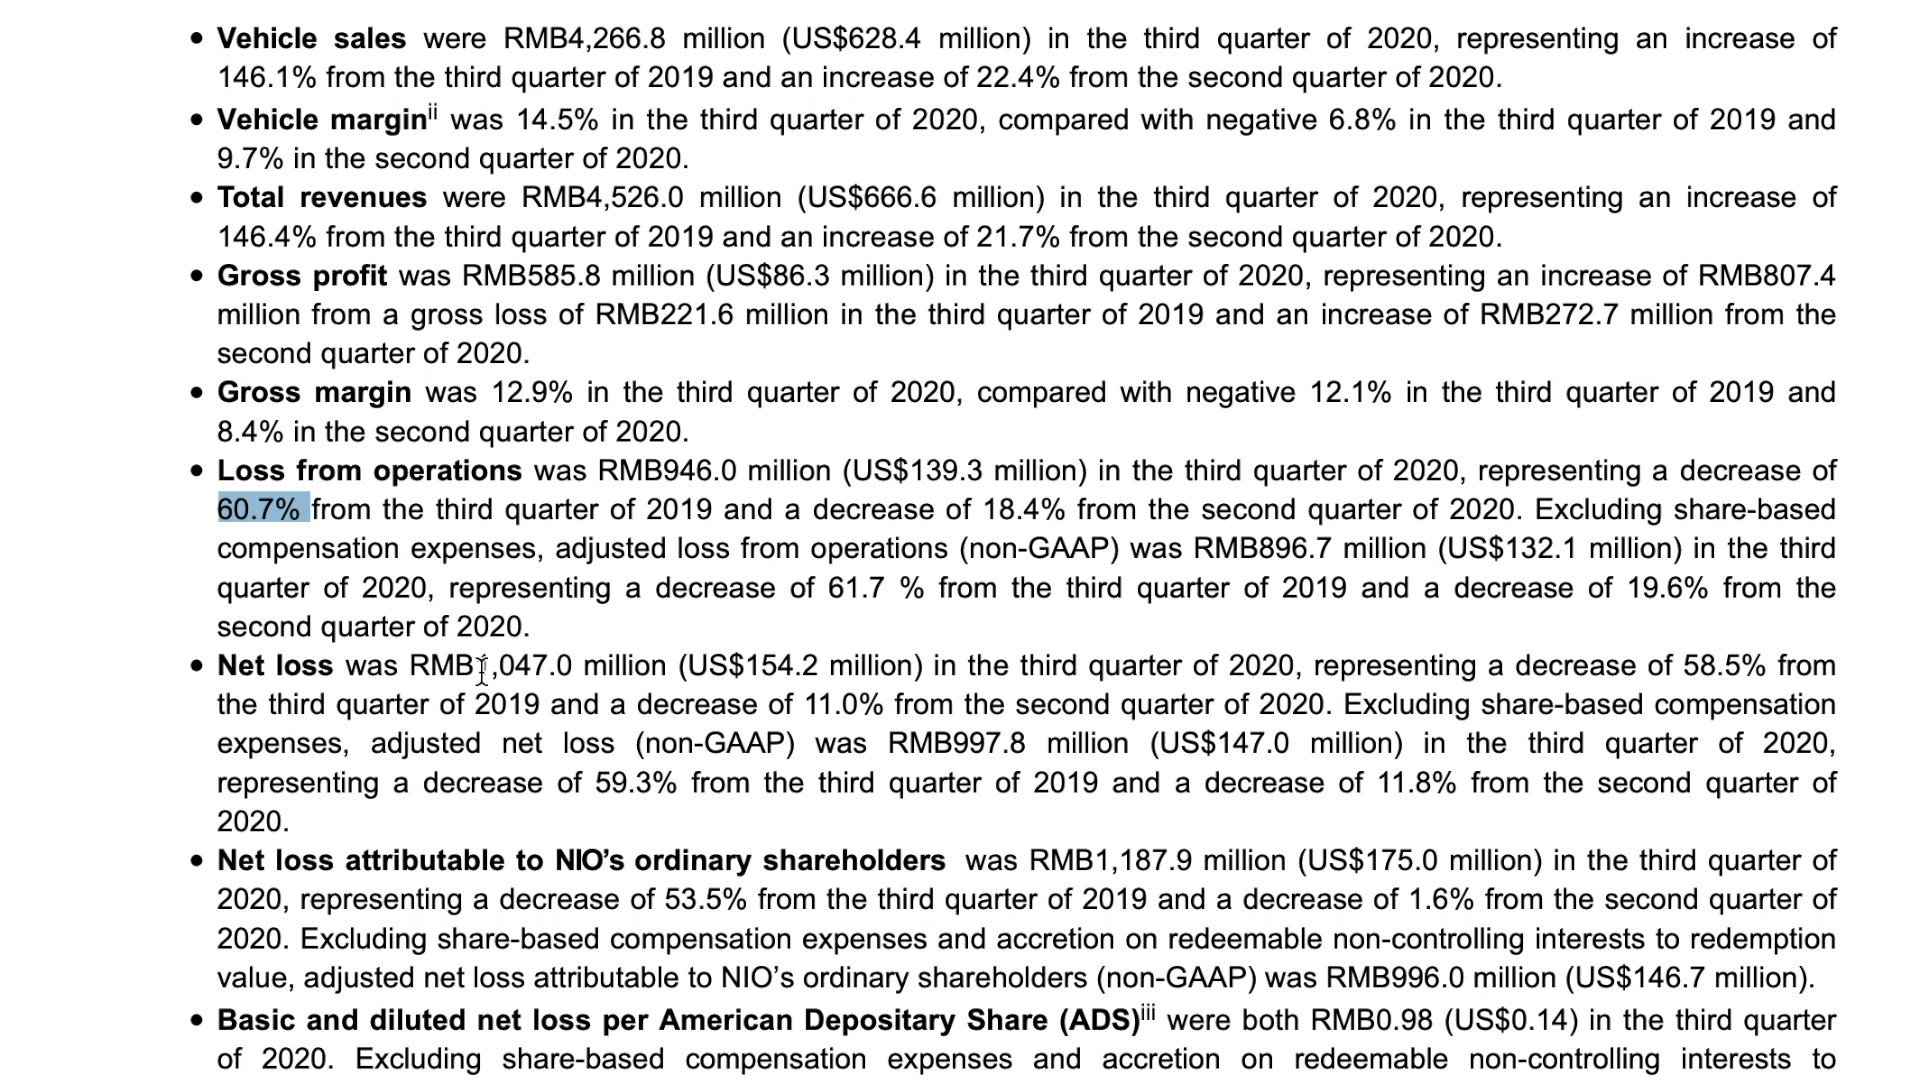 • Vehicle sales were RMB4,266.8 million (US$628.4 million) in the third quarter of 2020, representing an increase of
146.1% from the third quarter of 2019 and an increase of 22.4% from the second quarter of 2020.
• Vehicle marginⁱⁱ was 14.5% in the third quarter of 2020, compared with negative 6.8% in the third quarter of 2019 and
9.7% in the second quarter of 2020.
• Total revenues were RMB4,526.0 million (US$666.6 million) in the third quarter of 2020, representing an increase of
146.4% from the third quarter of 2019 and an increase of 21.7% from the second quarter of 2020.
• Gross profit was RMB585.8 million (US$86.3 million) in the third quarter of 2020, representing an increase of RMB807.4
million from a gross loss of RMB221.6 million in the third quarter of 2019 and an increase of RMB272.7 million from the
second quarter of 2020.
• Gross margin was 12.9% in the third quarter of 2020, compared with negative 12.1% in the third quarter of 2019 and
8.4% in the second quarter of 2020.
• Loss from operations was RMB946.0 million (US$139.3 million) in the third quarter of 2020, representing a decrease of
60.7% from the third quarter of 2019 and a decrease of 18.4% from the second quarter of 2020. Excluding share-based
compensation expenses, adjusted loss from operations (non-GAAP) was RMB896.7 million (US$132.1 million) in the third
quarter of 2020, representing a decrease of 61.7 % from the third quarter of 2019 and a decrease of 19.6% from the
second quarter of 2020.
• Net loss was RMB1,047.0 million (US$154.2 million) in the third quarter of 2020, representing a decrease of 58.5% from
the third quarter of 2019 and a decrease of 11.0% from the second quarter of 2020. Excluding share-based compensation
expenses, adjusted net loss (non-GAAP) was RMB997.8 million (US$147.0 million) in the third quarter of 2020,
representing a decrease of 59.3% from the third quarter of 2019 and a decrease of 11.8% from the second quarter of
2020.
• Net loss attributable to NIO’s ordinary shareholders was RMB1,187.9 million (US$175.0 million) in the third quarter of
2020, representing a decrease of 53.5% from the third quarter of 2019 and a decrease of 1.6% from the second quarter of
2020. Excluding share-based compensation expenses and accretion on redeemable non-controlling interests to redemption
value, adjusted net loss attributable to NIO’s ordinary shareholders (non-GAAP) was RMB996.0 million (US$146.7 million).
• Basic and diluted net loss per American Depositary Share (ADS)ⁱⁱⁱ were both RMB0.98 (US$0.14) in the third quarter
of 2020. Excluding share-based compensation expenses and accretion on redeemable non-controlling interests to